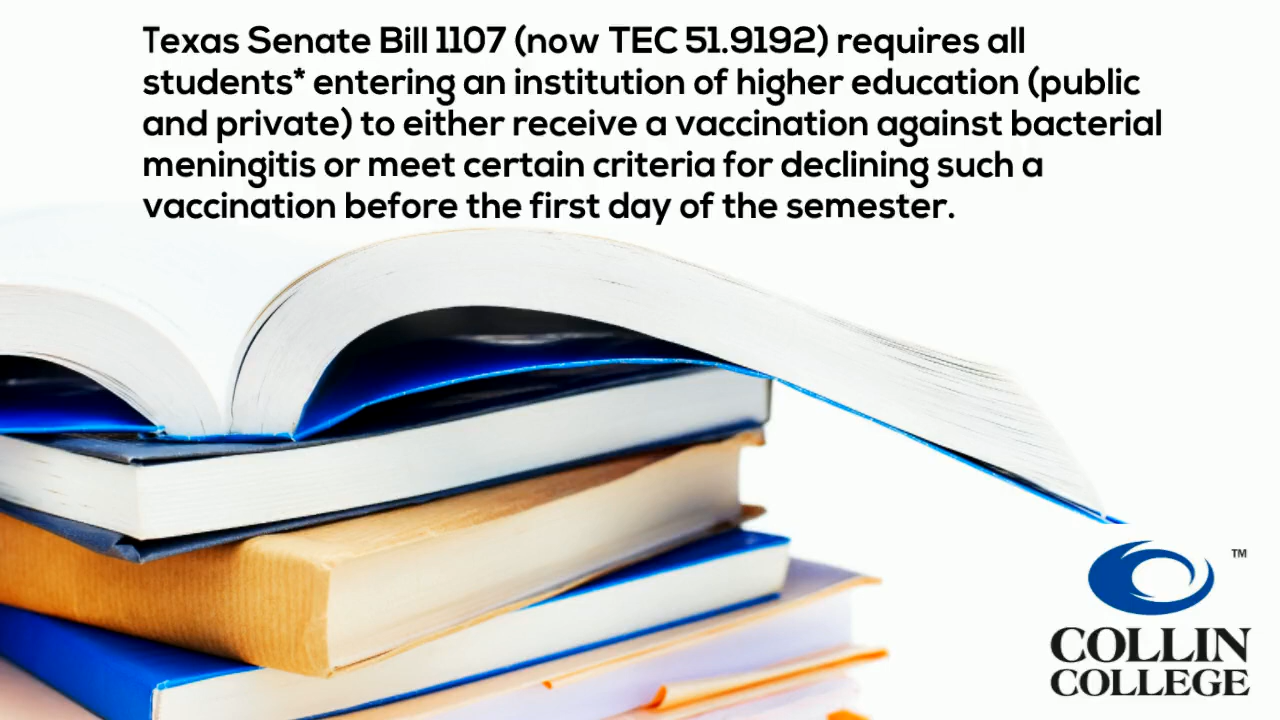 Texas Senate Bill 1107 (now TEC 51.9192) requires all
students* entering an institution of higher education (public
and private) to either receive a vaccination against bacterial
meningitis or meet certain criteria for declining such a
vaccination before the first day of the semester.
TM
COLLIN
COLLEGE